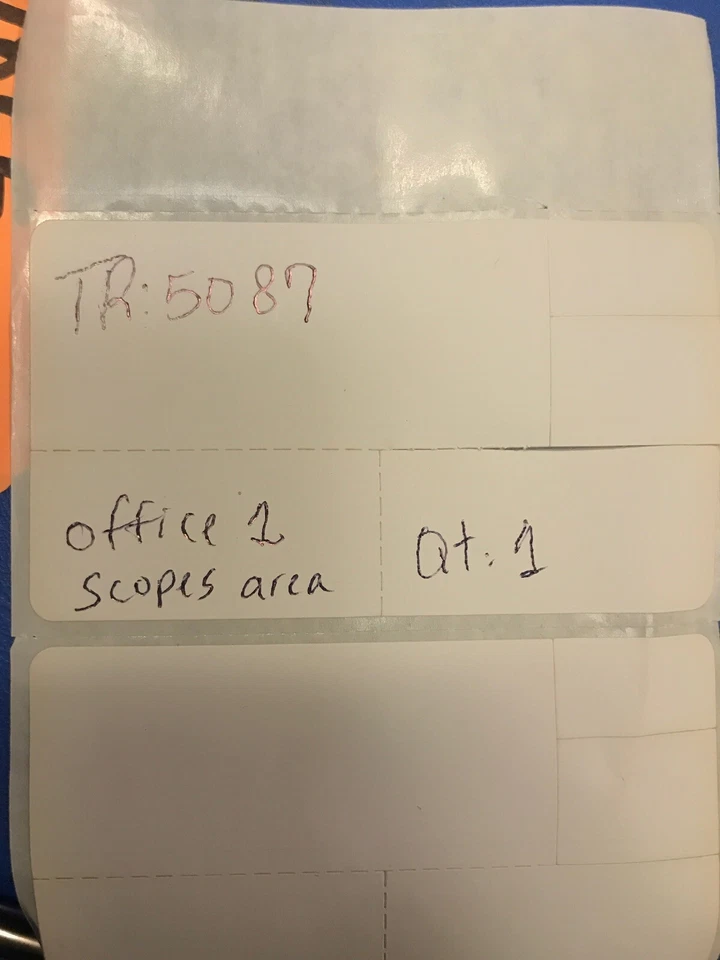 TR: 5087
office 1
scopes area
Qt. 1